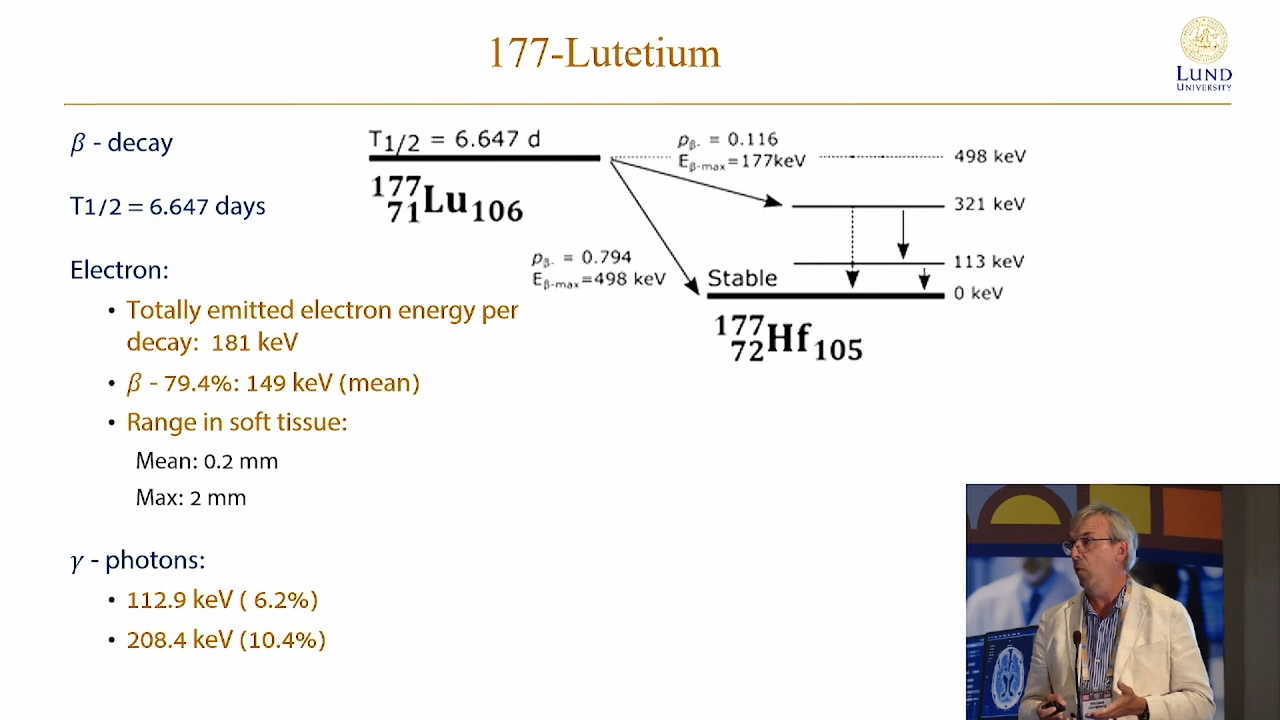 177-Lutetium
LUND
UNIVERSITY
β - decay
T1/2 = 6.647 days
Electron:
• Totally emitted electron energy per
decay: 181 keV
• β - 79.4%: 149 keV (mean)
• Range in soft tissue:
Mean: 0.2 mm
Max: 2 mm
γ - photons:
• 112.9 keV ( 6.2%)
• 208.4 keV (10.4%)
T1/2 = 6.647 d
177
71Lu106
pβ- = 0.116
Eβ-max=177keV
498 keV
321 keV
113 keV
0 keV
pβ- = 0.794
Eβ-max=498 keV
Stable
177
72Hf105